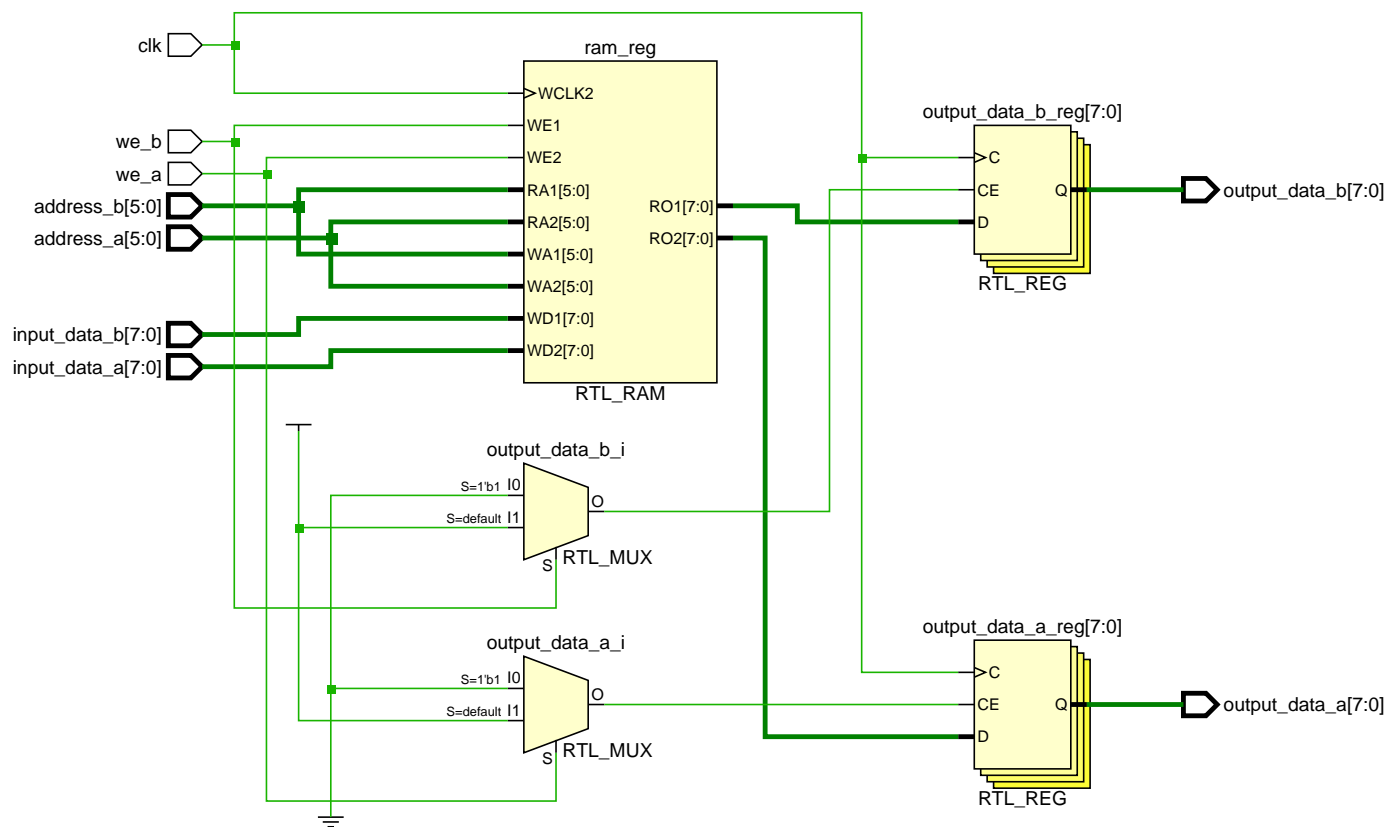 clk
we_b
we_a
address_b[5:0]
address_a[5:0]
input_data_b[7:0]
input_data_a[7:0]
ram_reg
WCLK2
WE1
WE2
RA1[5:0]
RA2[5:0]
WA1[5:0]
WA2[5:0]
WD1[7:0]
WD2[7:0]
RO1[7:0]
RO2[7:0]
RTL_RAM
output_data_b_reg[7:0]
C
CE
D
Q
RTL_REG
output_data_b[7:0]
output_data_b_i
S=1'b1 I0
S=default I1
O
S
RTL_MUX
output_data_a_i
S=1'b1 I0
S=default I1
O
S
RTL_MUX
output_data_a_reg[7:0]
C
CE
D
Q
RTL_REG
output_data_a[7:0]